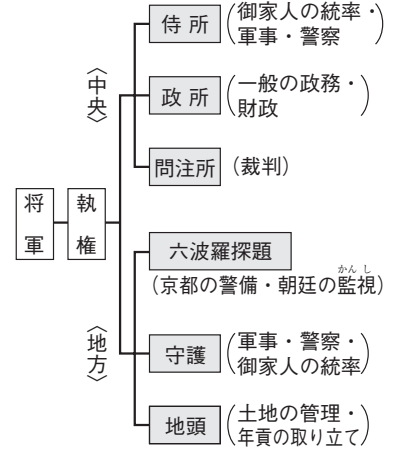 将軍
執権
〈中央〉
侍所
(御家人の統率・
軍事・警察)
政所
(一般の政務・
財政)
問注所
(裁判)
〈地方〉
六波羅探題
(京都の警備・朝廷の監視)
かんし
守護
(軍事・警察・
御家人の統率)
地頭
(土地の管理・
年貢の取り立て)